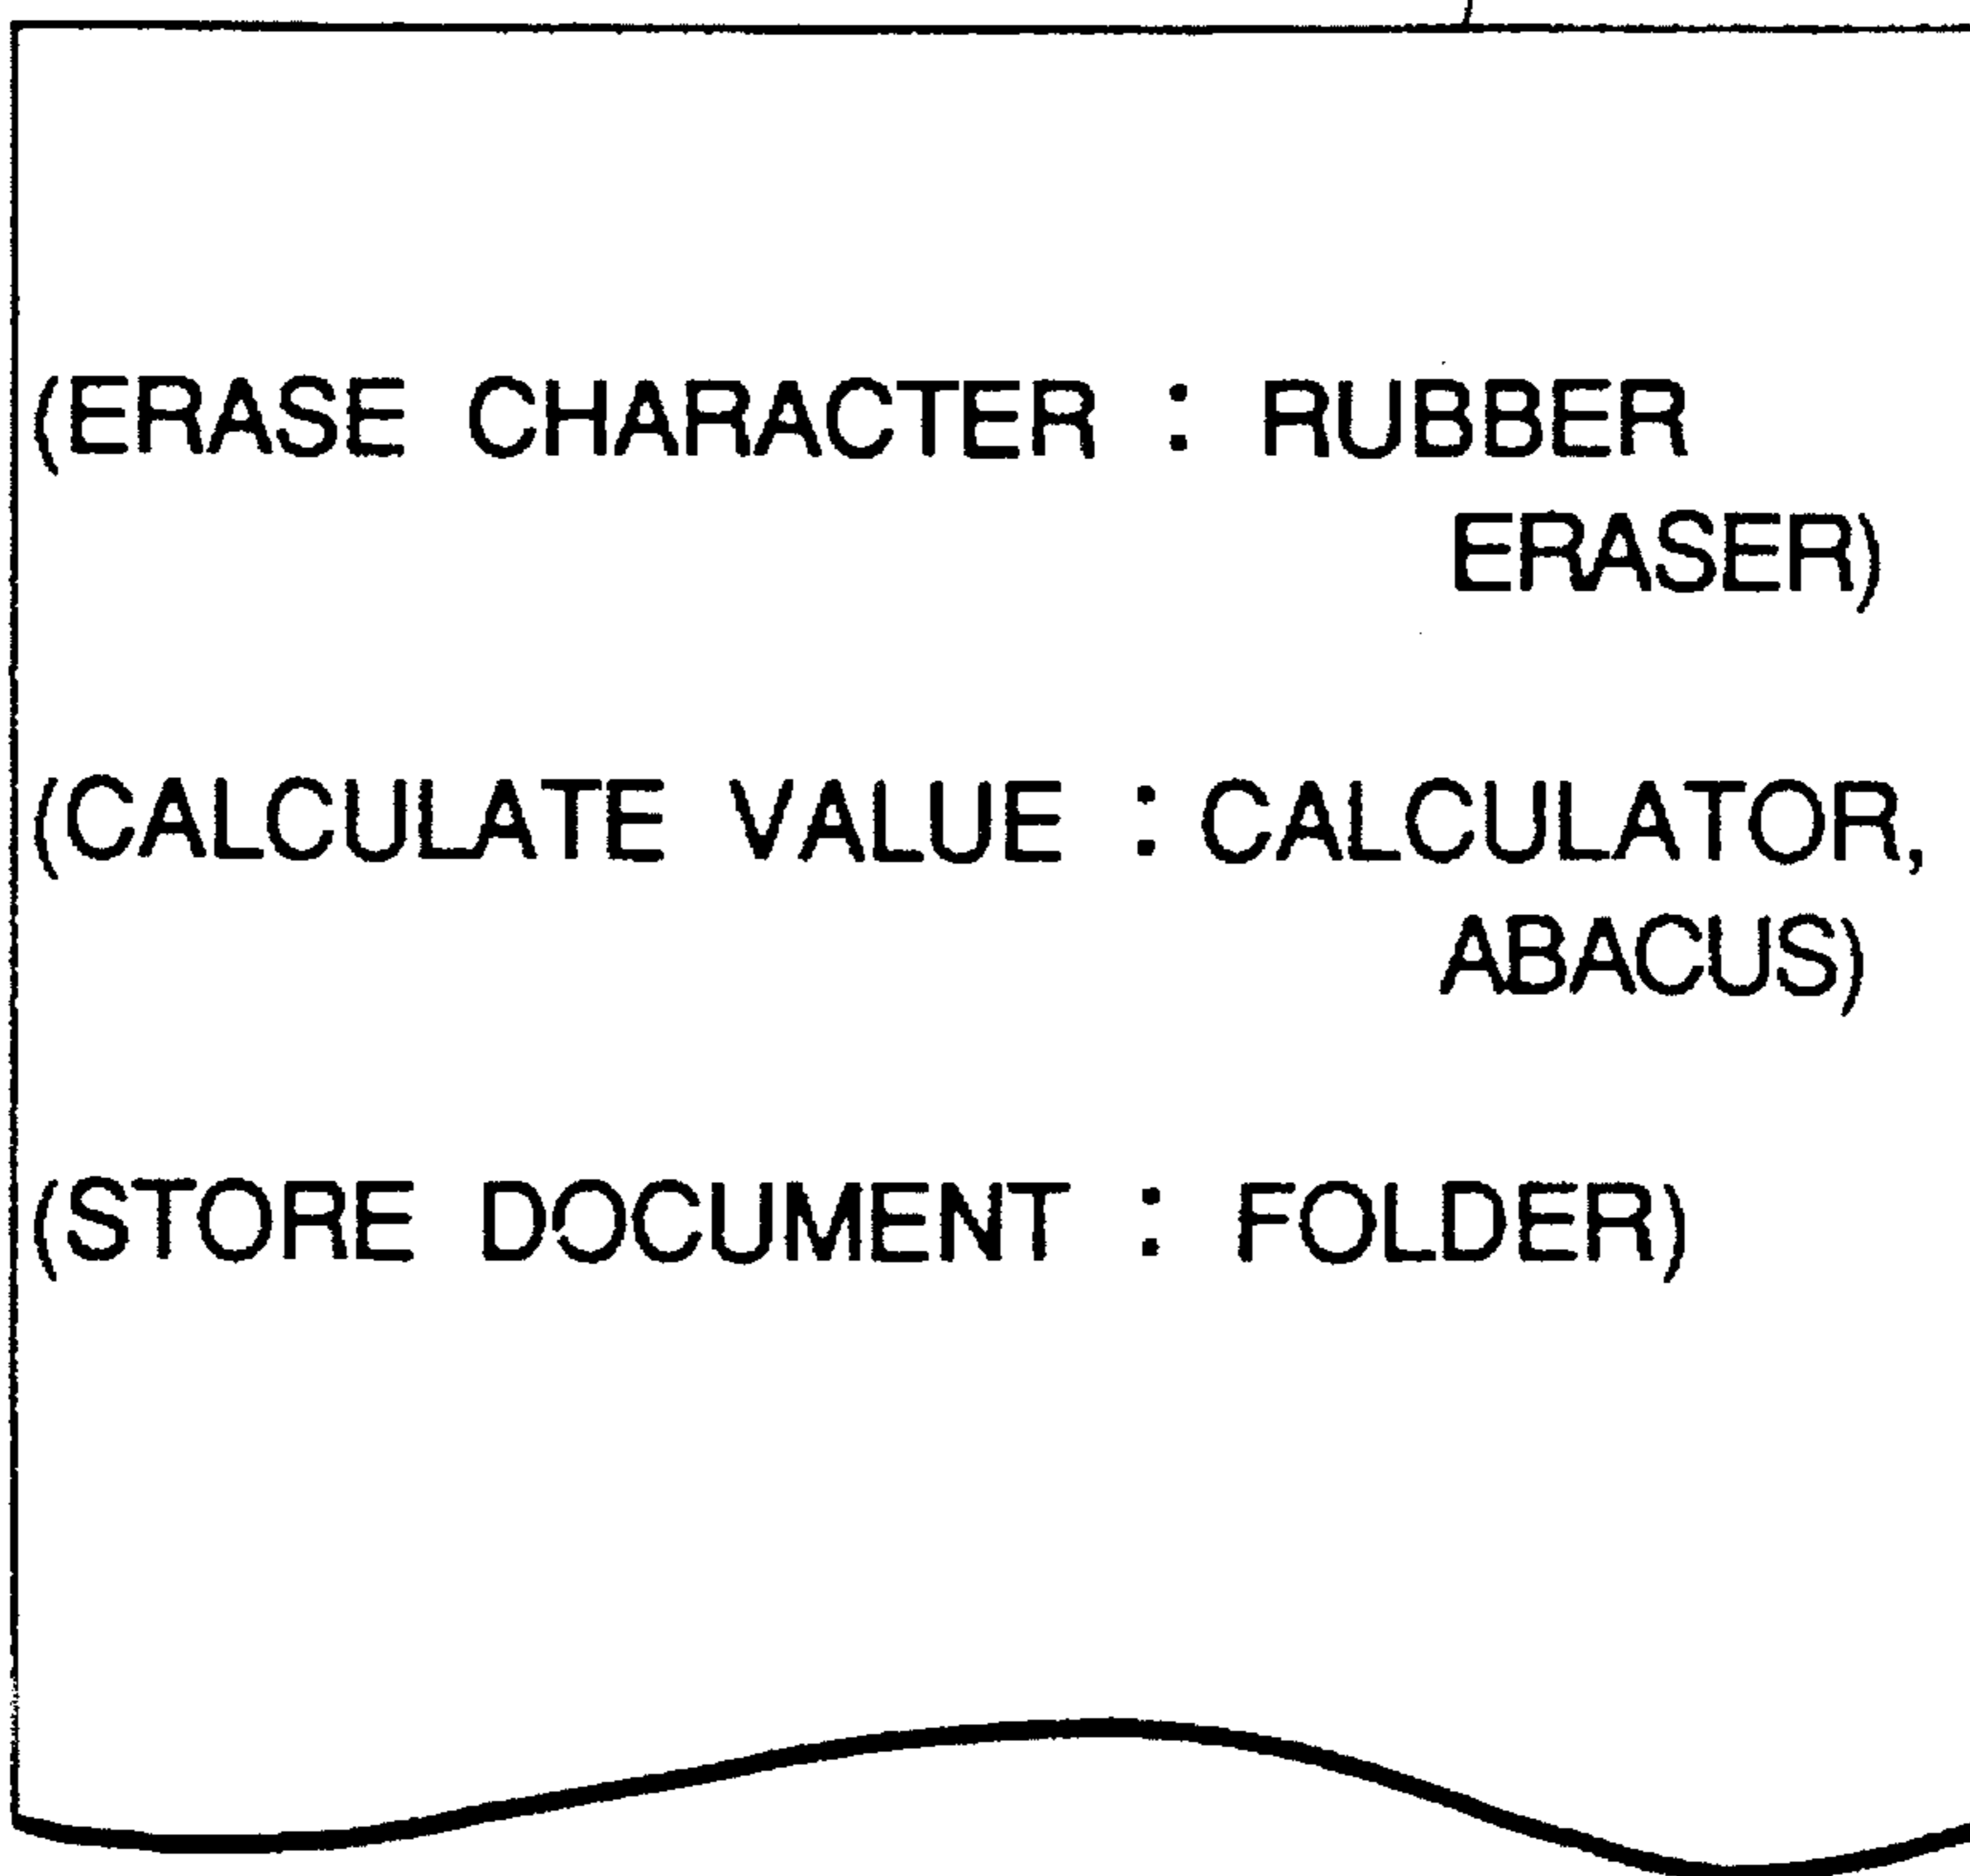 (ERASE CHARACTER : RUBBER
ERASER)
(CALCULATE VALUE : CALCULATOR,
ABACUS)
(STORE DOCUMENT : FOLDER)